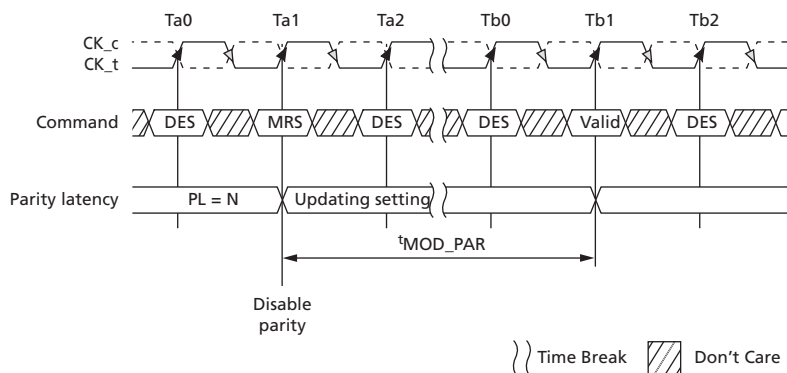 Ta0 Ta1 Ta2 Tb0 Tb1 Tb2
CK_c
CK_t
Command DES MRS DES DES Valid DES
Parity latency PL = N Updating setting
tMOD_PAR
Disable
parity
Time Break Don't Care